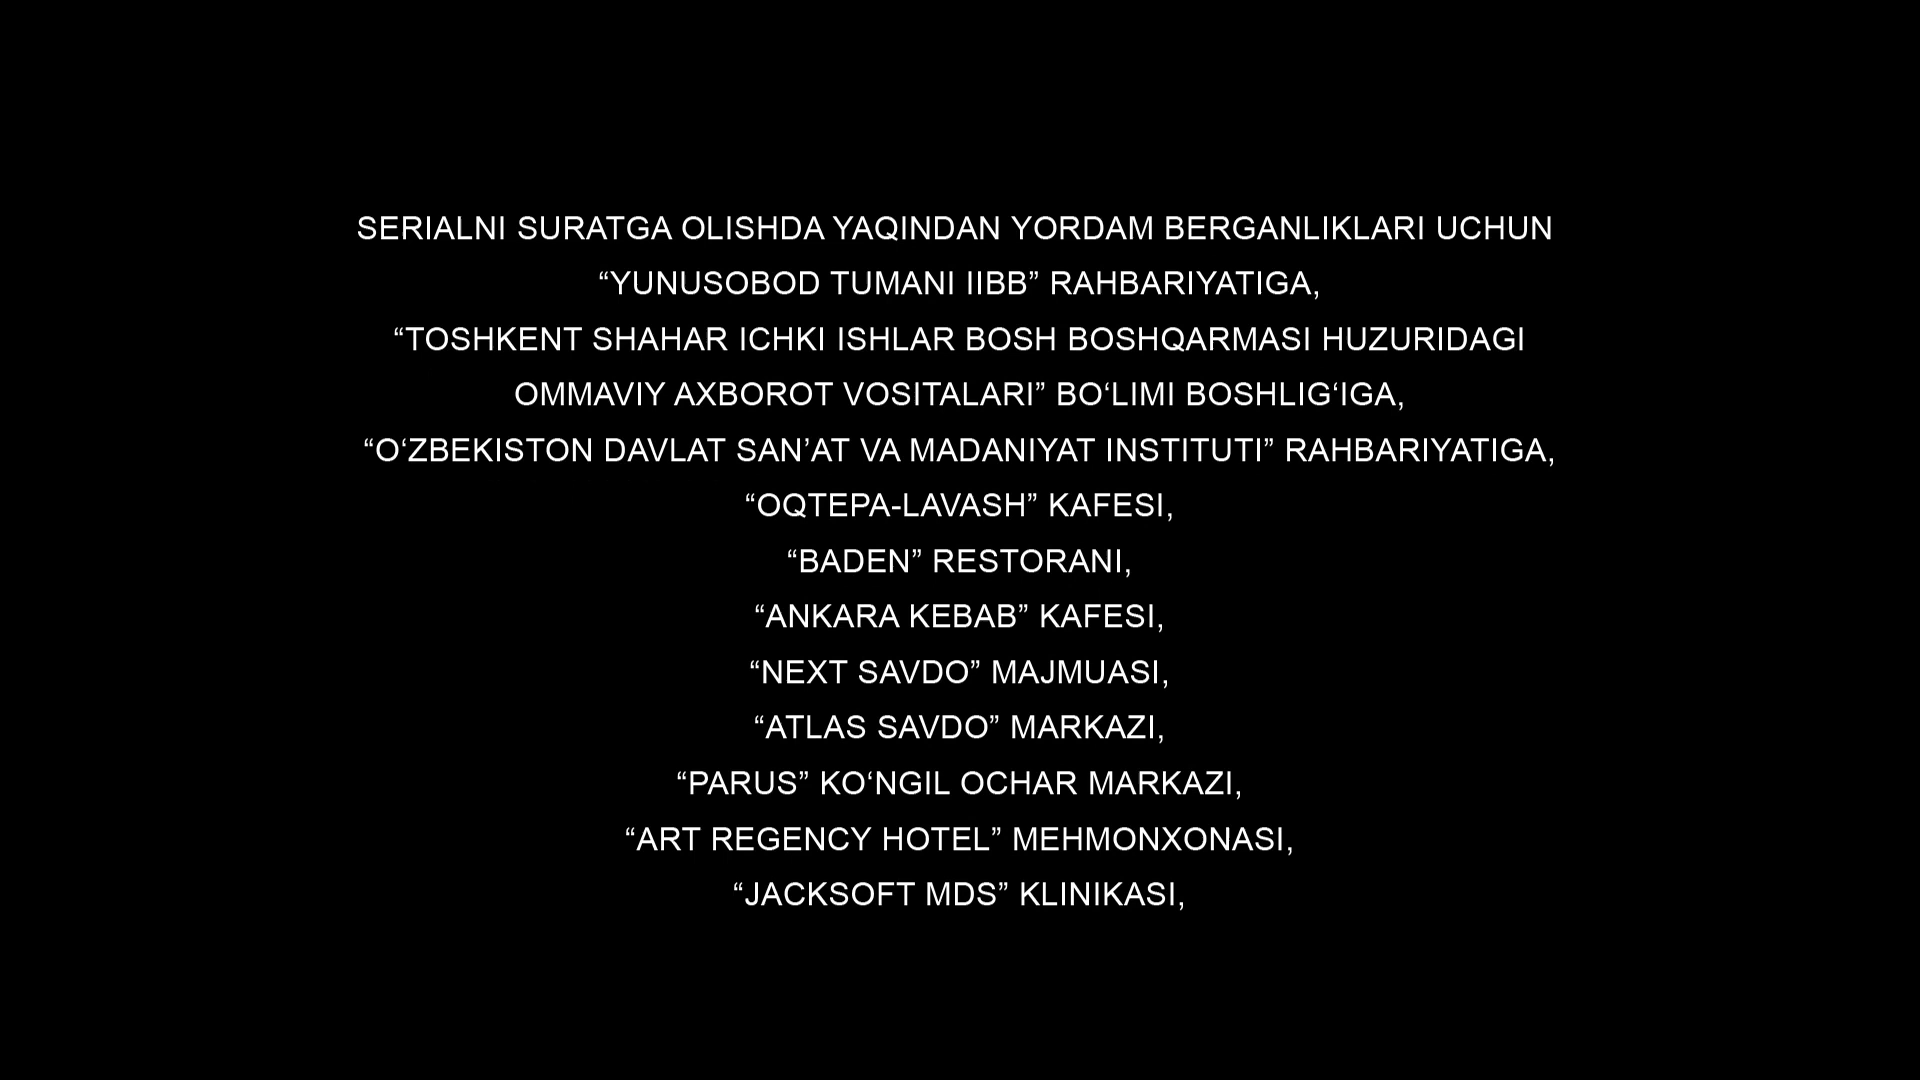 SERIALNI SURATGA OLISHDA YAQINDAN YORDAM BERGANLIKLARI UCHUN
“YUNUSOBOD TUMANI IIBB” RAHBARIYATIGA,
“TOSHKENT SHAHAR ICHKI ISHLAR BOSH BOSHQARMASI HUZURIDAGI
OMMAVIY AXBOROT VOSITALARI” BO‘LIMI BOSHLIG‘IGA,
“O‘ZBEKISTON DAVLAT SAN’AT VA MADANIYAT INSTITUTI” RAHBARIYATIGA,
“OQTEPA-LAVASH” KAFESI,
“BADEN” RESTORANI,
“ANKARA KEBAB” KAFESI,
“NEXT SAVDO” MAJMUASI,
“ATLAS SAVDO” MARKAZI,
“PARUS” KO‘NGIL OCHAR MARKAZI,
“ART REGENCY HOTEL” MEHMONXONASI,
“JACKSOFT MDS” KLINIKASI,